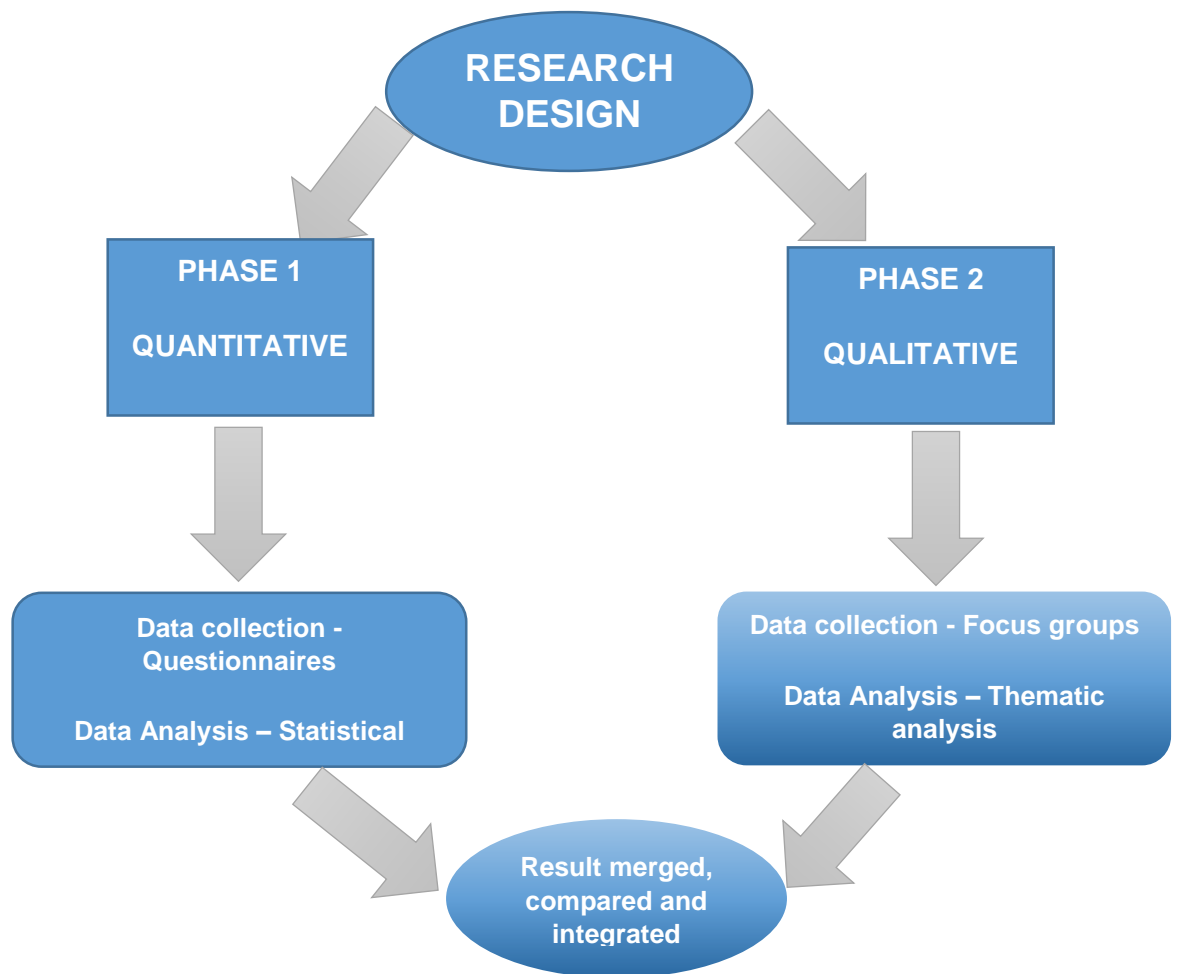 RESEARCH
DESIGN
PHASE 1
QUANTITATIVE
PHASE 2
QUALITATIVE
Data collection -
Questionnaires
Data Analysis – Statistical
Data collection - Focus groups
Data Analysis – Thematic
analysis
Result merged,
compared and
integrated